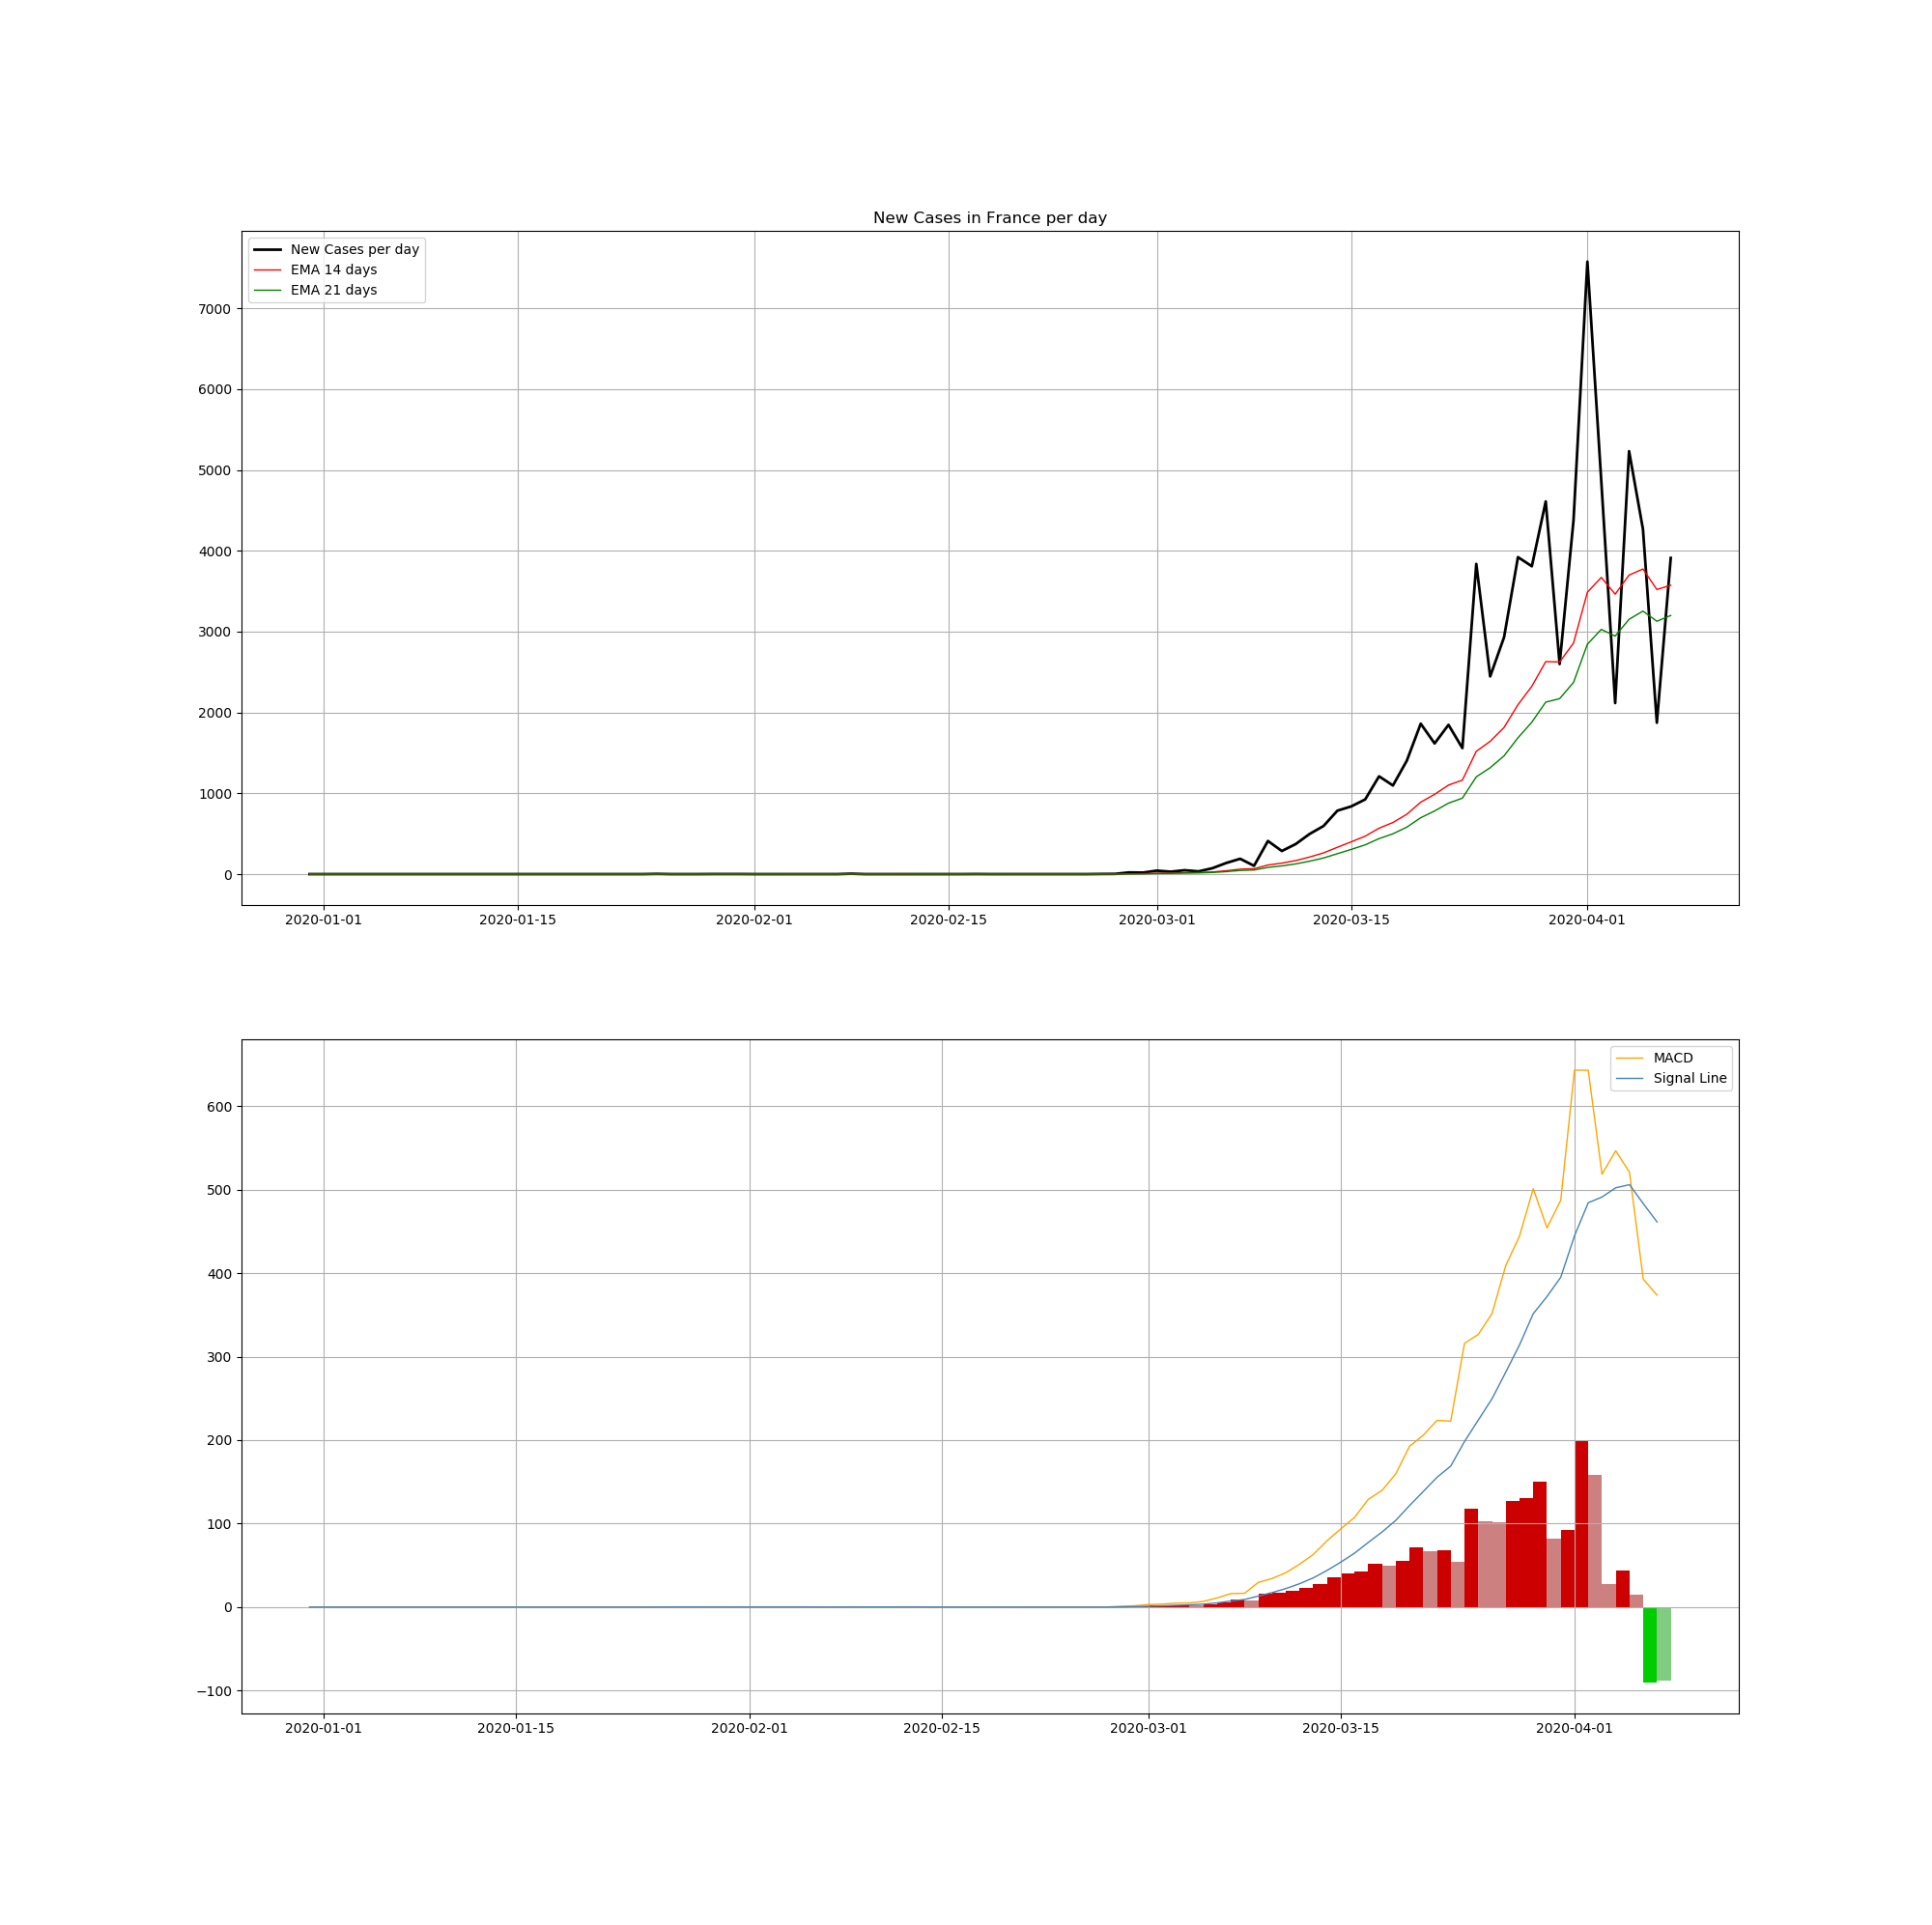 New Cases in France per day
New Cases per day
EMA 14 days
EMA 21 days
7000
6000
5000
4000
3000
2000
1000
0
2020-01-01 2020-01-15 2020-02-01 2020-02-15 2020-03-01 2020-03-15 2020-04-01
MACD
Signal Line
600
500
400
300
200
100
0
−100
2020-01-01 2020-01-15 2020-02-01 2020-02-15 2020-03-01 2020-03-15 2020-04-01